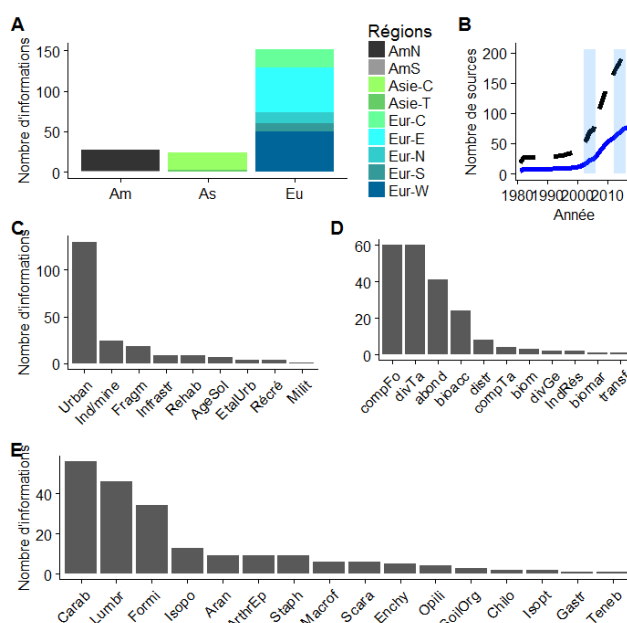 A
Nombre d'informations
150
100
50
0
Am
As
Eu
Régions
AmN
AmS
Asie-C
Asie-T
Eur-C
Eur-E
Eur-N
Eur-S
Eur-W
B
Nombre de sources
200
150
100
50
0
1980
1990
2000
2010
Année
C
Nombre d'informations
100
50
0
Urban
Ind/mine
Fragm
Infrastr
Rehab
AgeSol
EtalUrb
Récré
Milit
D
60
40
20
0
compFo
divTa
abond
bioacc
distr
compTa
biom
divGe
IndRés
biomar
transf
E
Nombre d'informations
40
20
0
Carab
Lumbr
Formi
Isopo
Aran
ArthrEp
Staph
Macrof
Scara
Enchy
Opili
SoilOrg
Chilo
Isopt
Gastr
Teneb